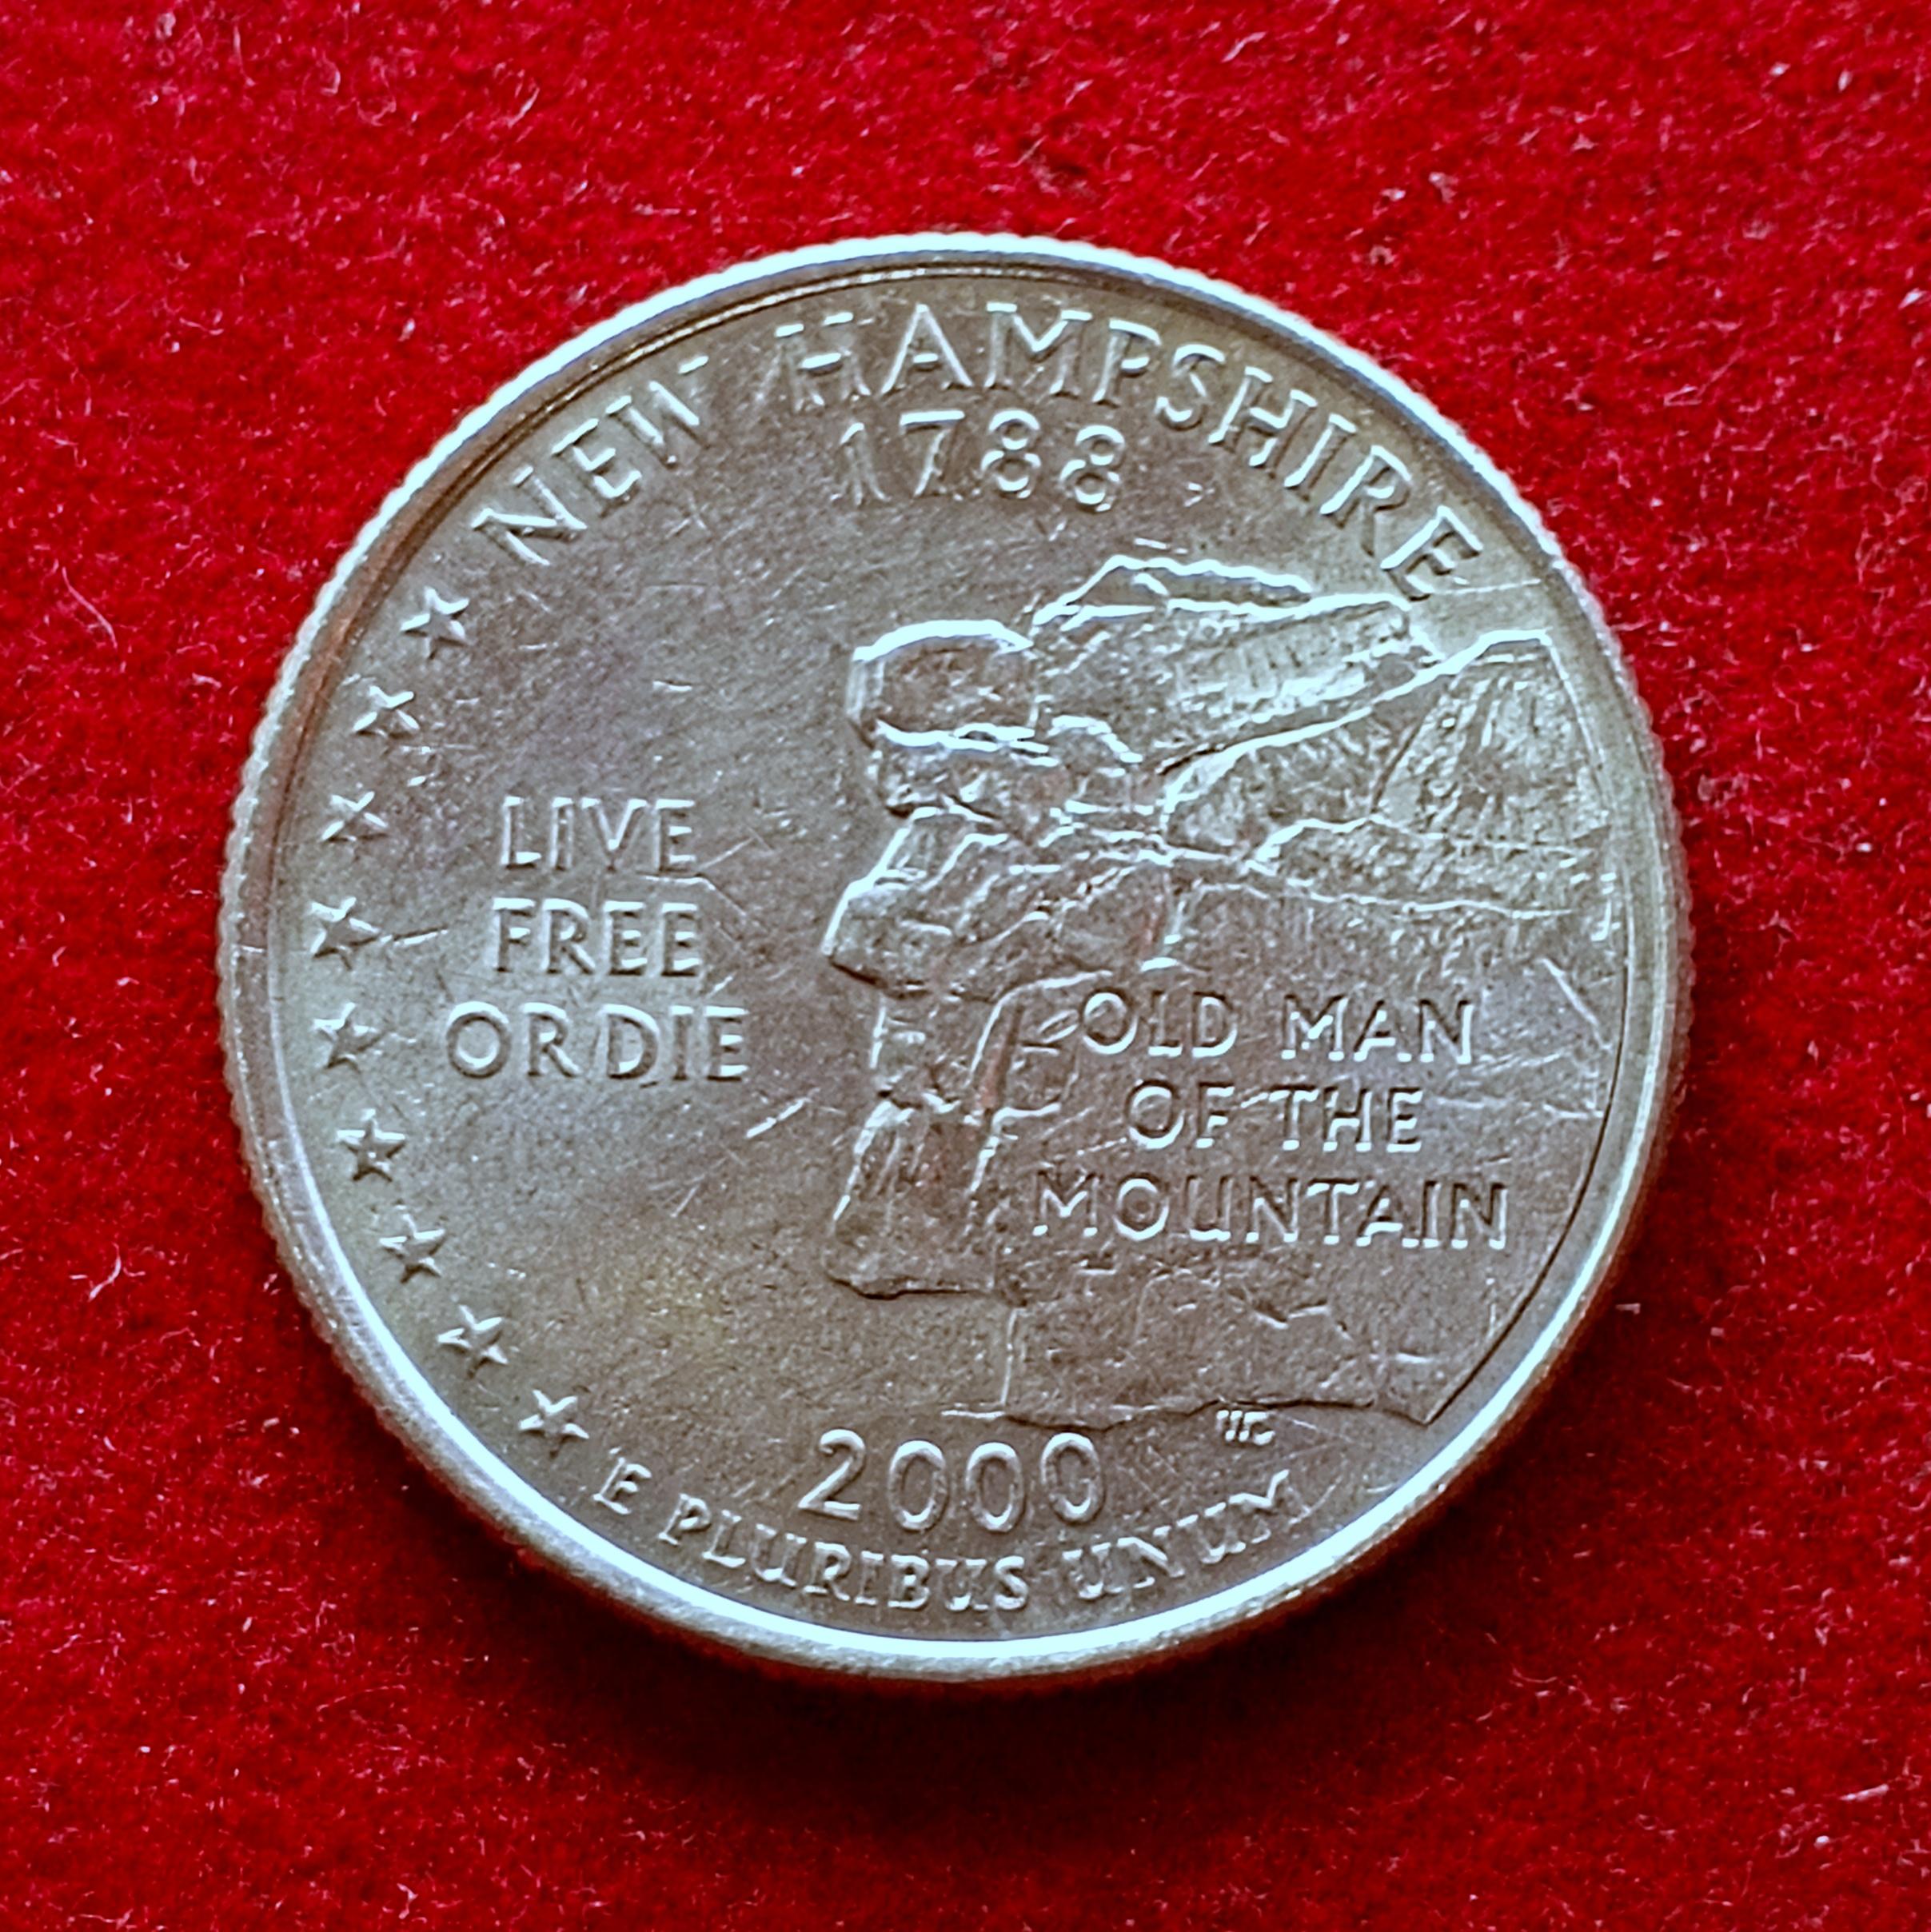 NEW HAMPSHIRE
1788
LIVE
FREE
OR DIE
OLD MAN
OF THE
MOUNTAIN
2000
E PLURIBUS UNUM